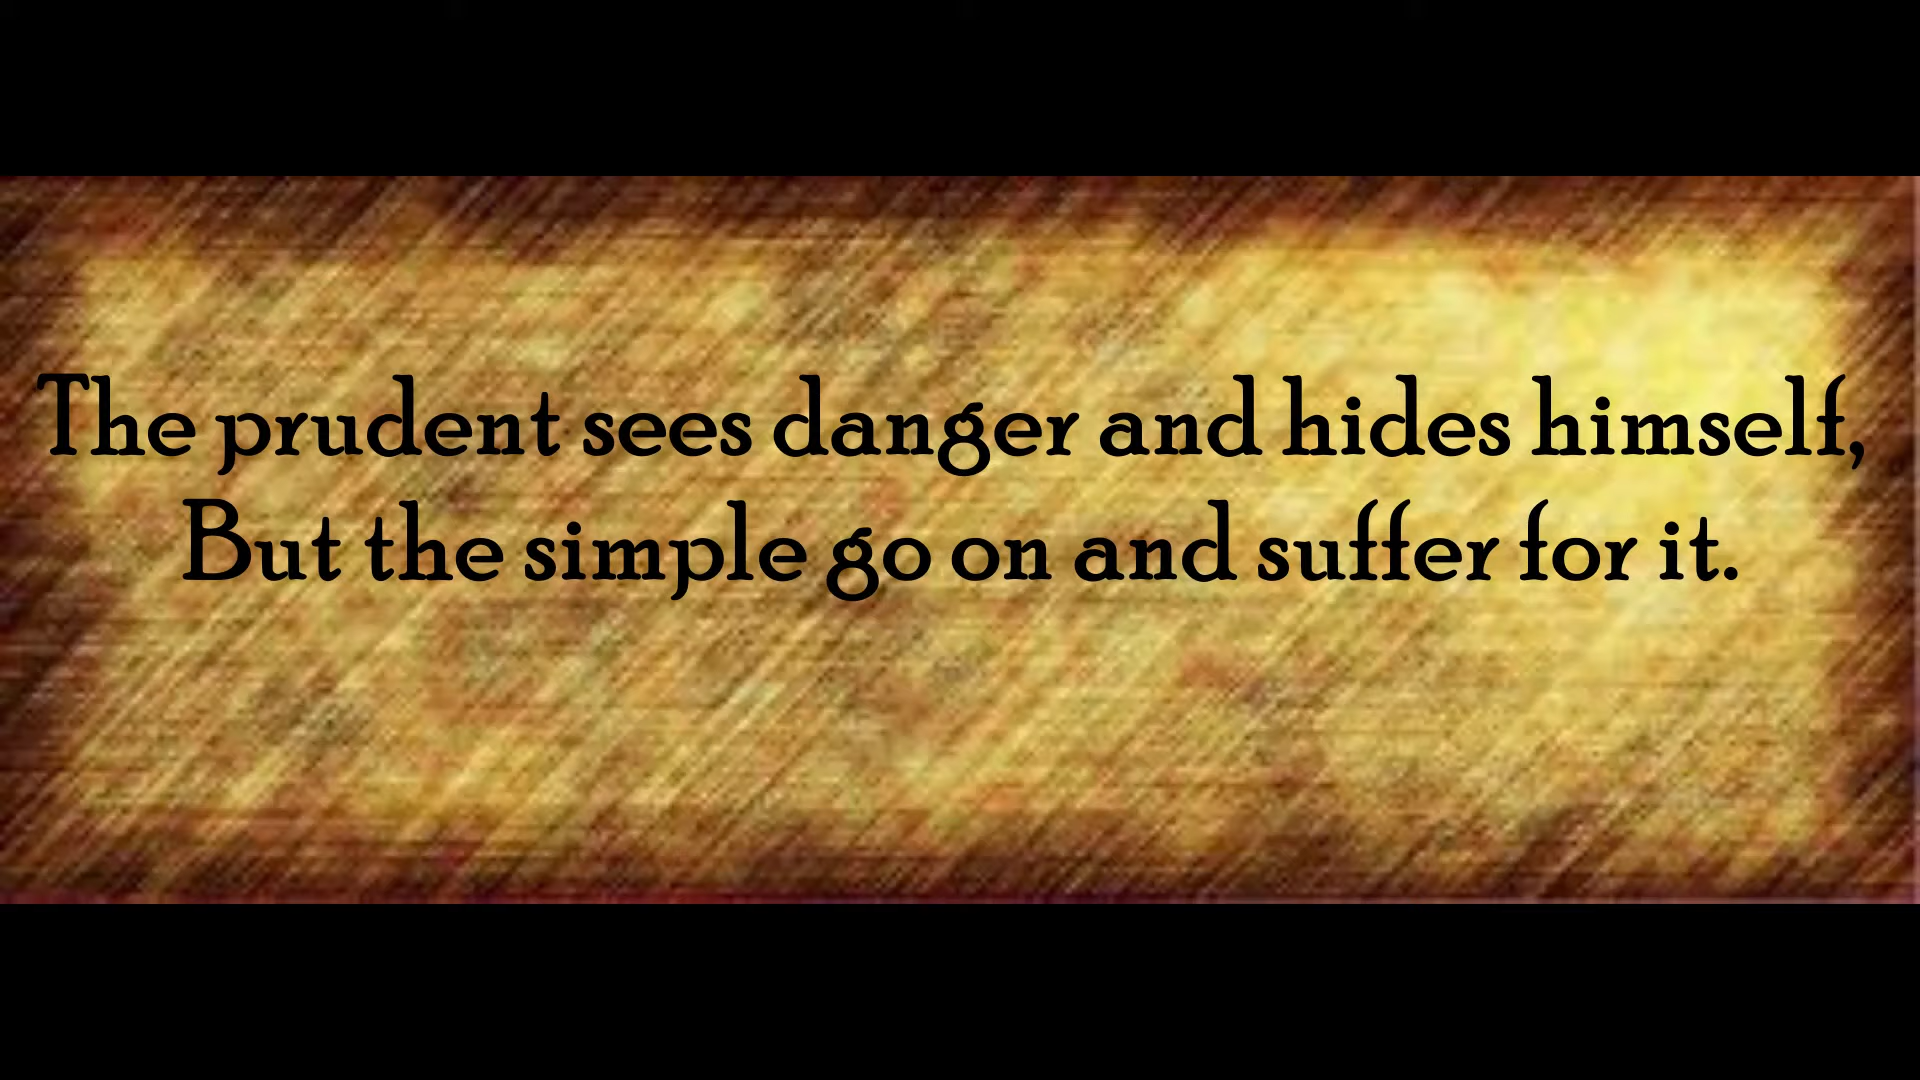 The prudent sees danger and hides himself,
But the simple go on and suffer for it.